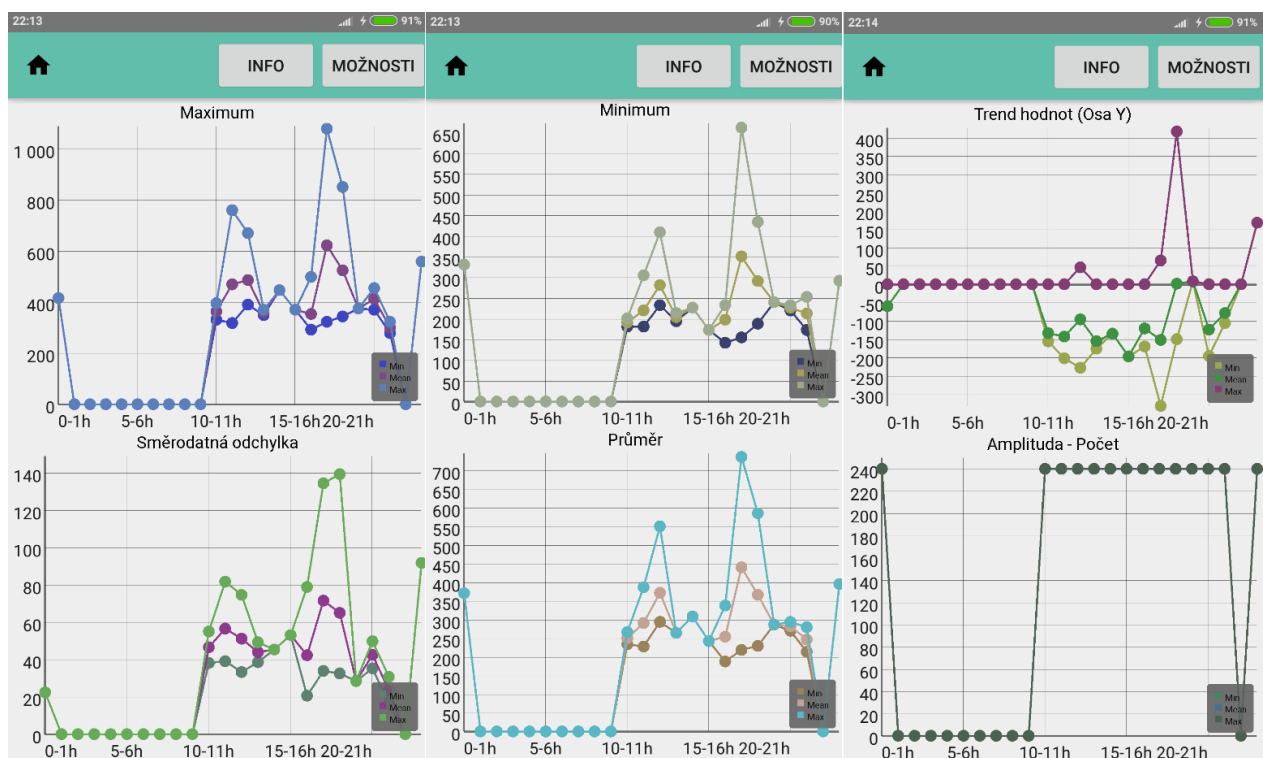 22:13
91%
INFO
MOŽNOSTI
Maximum
1 000
800
600
400
200
0
Min
Mean
Max
0-1h
5-6h
10-11h
15-16h
20-21h
Směrodatná odchylka
140
120
100
80
60
40
20
0
Min
Mean
Max
0-1h
5-6h
10-11h
15-16h
20-21h
22:13
90%
INFO
MOŽNOSTI
Minimum
650
600
550
500
450
400
350
300
250
200
150
100
50
0
Min
Mean
Max
0-1h
5-6h
10-11h
15-16h
20-21h
Průměr
700
650
600
550
500
450
400
350
300
250
200
150
100
50
0
Min
Mean
Max
0-1h
5-6h
10-11h
15-16h
20-21h
22:14
91%
INFO
MOŽNOSTI
Trend hodnot (Osa Y)
400
350
300
250
200
150
100
50
0
-50
-100
-150
-200
-250
-300
Min
Mean
Max
0-1h
5-6h
10-11h
15-16h
20-21h
Amplituda - Počet
240
220
200
180
160
140
120
100
80
60
40
20
0
Min
Mean
Max
0-1h
5-6h
10-11h
15-16h
20-21h